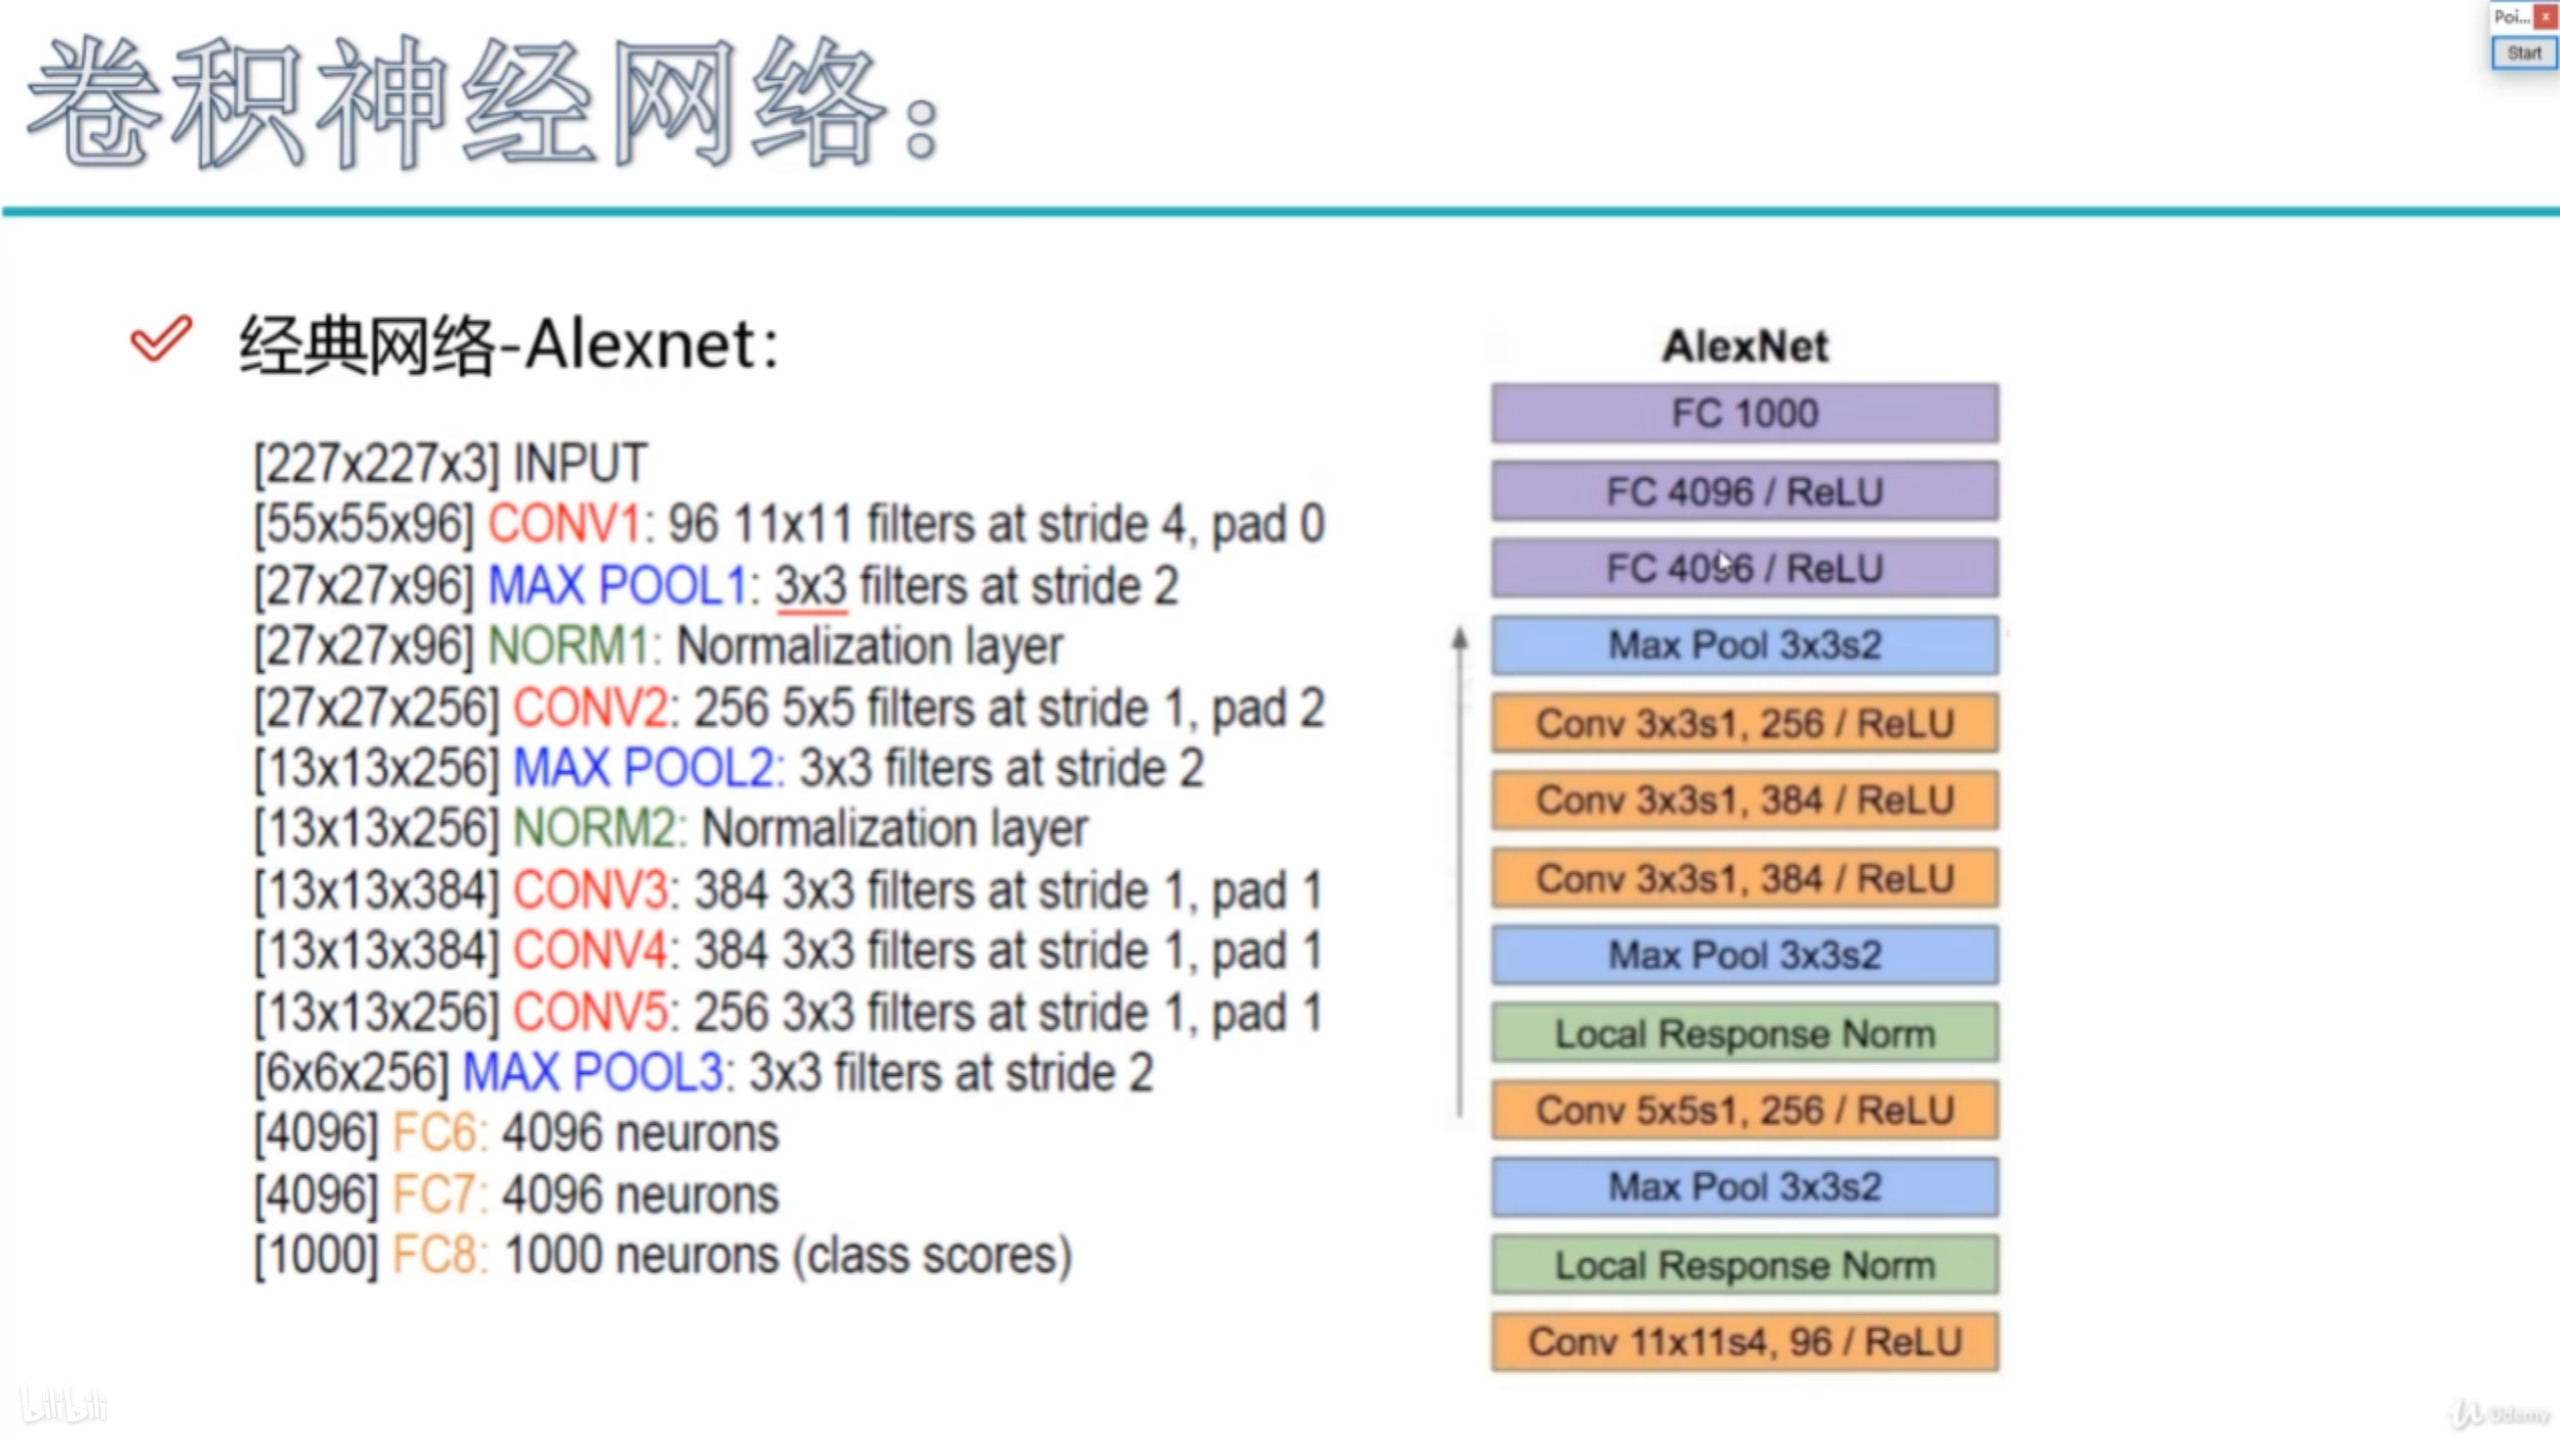 Poi...
Start
卷积神经网络：
经典网络-Alexnet：
[227x227x3] INPUT
[55x55x96] CONV1: 96 11x11 filters at stride 4, pad 0
[27x27x96] MAX POOL1: 3x3 filters at stride 2
[27x27x96] NORM1: Normalization layer
[27x27x256] CONV2: 256 5x5 filters at stride 1, pad 2
[13x13x256] MAX POOL2: 3x3 filters at stride 2
[13x13x256] NORM2: Normalization layer
[13x13x384] CONV3: 384 3x3 filters at stride 1, pad 1
[13x13x384] CONV4: 384 3x3 filters at stride 1, pad 1
[13x13x256] CONV5: 256 3x3 filters at stride 1, pad 1
[6x6x256] MAX POOL3: 3x3 filters at stride 2
[4096] FC6: 4096 neurons
[4096] FC7: 4096 neurons
[1000] FC8: 1000 neurons (class scores)
AlexNet
FC 1000
FC 4096 / ReLU
FC 4096 / ReLU
Max Pool 3x3s2
Conv 3x3s1, 256 / ReLU
Conv 3x3s1, 384 / ReLU
Conv 3x3s1, 384 / ReLU
Max Pool 3x3s2
Local Response Norm
Conv 5x5s1, 256 / ReLU
Max Pool 3x3s2
Local Response Norm
Conv 11x11s4, 96 / ReLU
bilibili
Udemy